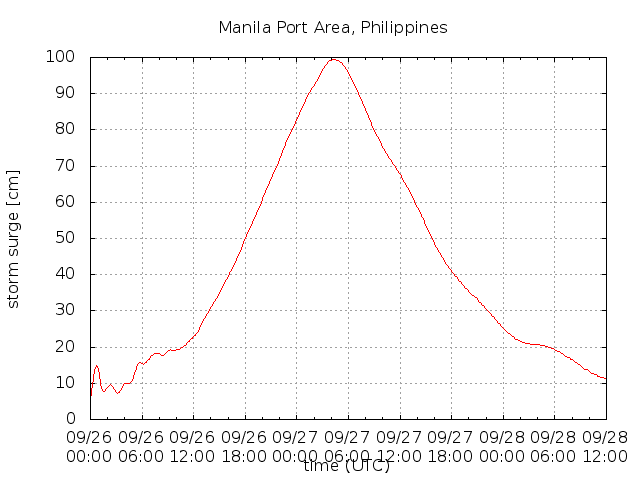 Manila Port Area, Philippines
100
90
80
70
60
50
40
30
20
10
0
storm surge [cm]
09/26 09/26 09/26 09/26 09/27 09/27 09/27 09/27 09/28 09/28 09/28
00:00 06:00 12:00 18:00 00:00 06:00 12:00 18:00 00:00 06:00 12:00
time (UTC)